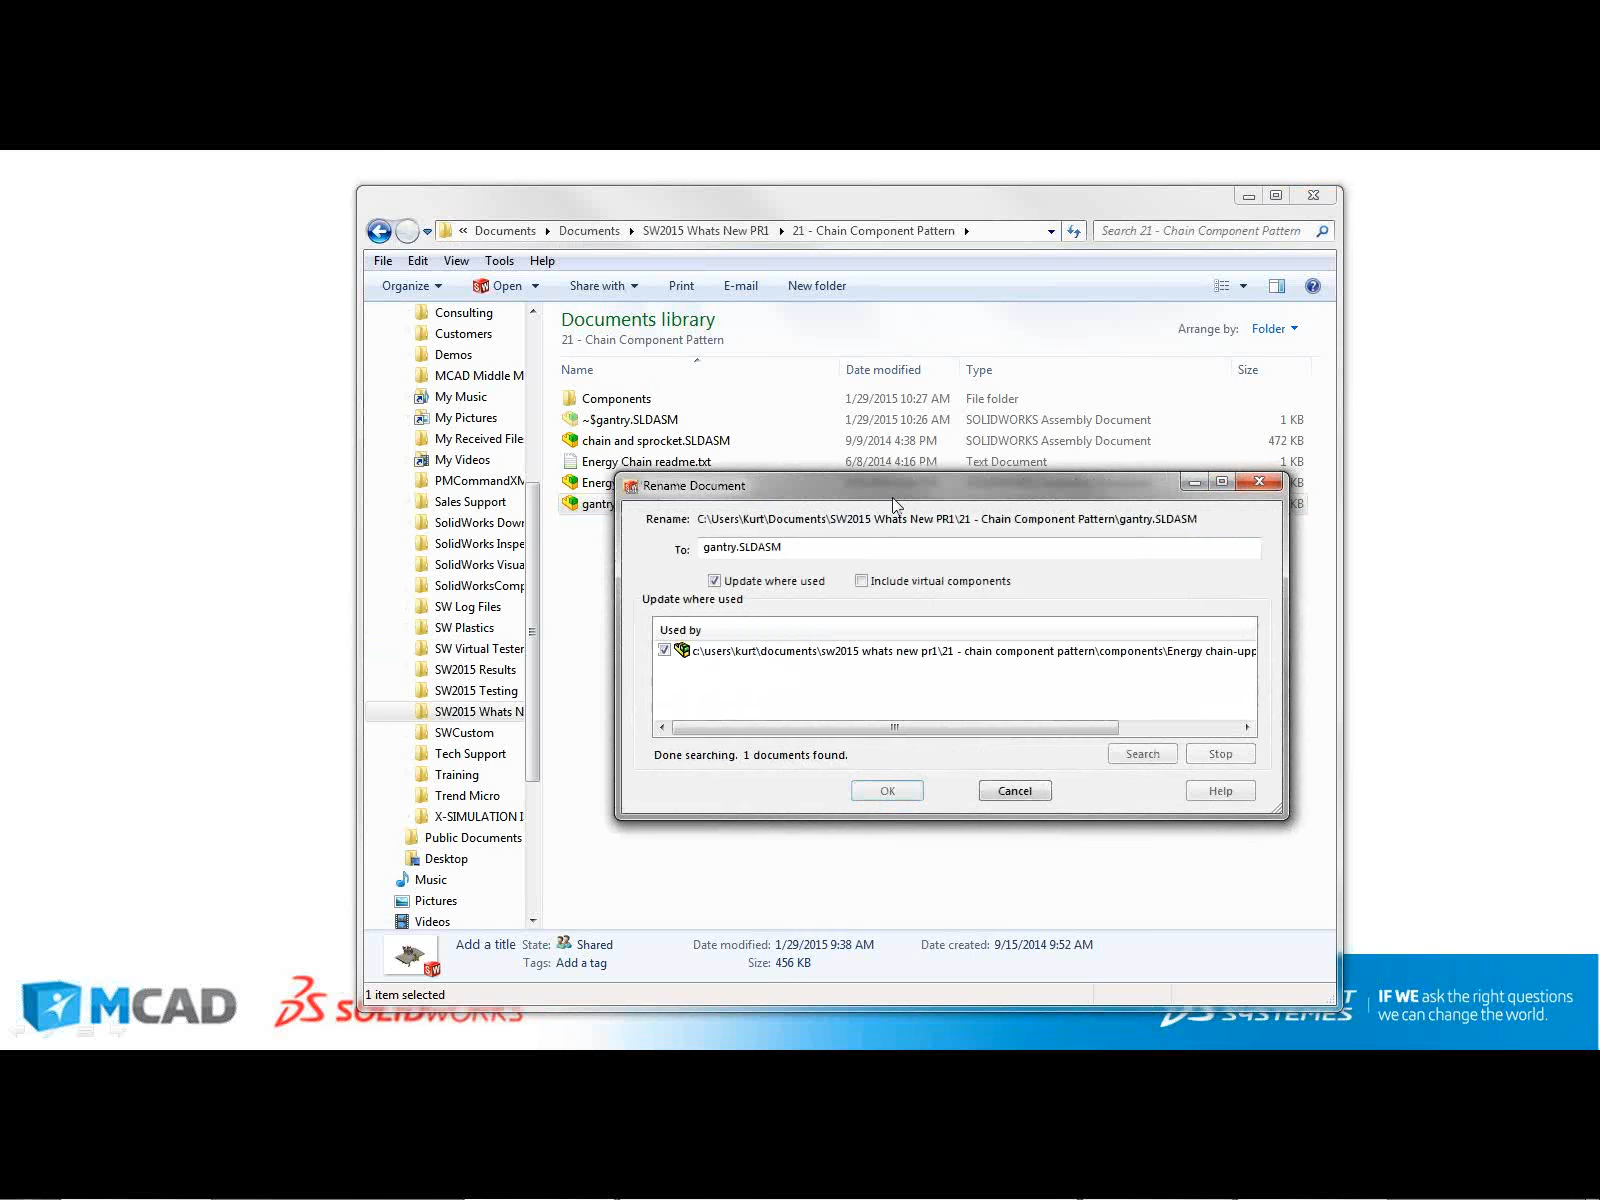 « Documents Documents SW2015 Whats New PR1 21 - Chain Component Pattern Search 21 - Chain Component Pattern
File Edit View Tools Help
Organize Open Share with Print E-mail New folder
Consulting
Customers
Demos
MCAD Middle M
My Music
My Pictures
My Received File
My Videos
PMCommandXM
Sales Support
SolidWorks Down
SolidWorks Inspe
SolidWorks Visua
SolidWorksComp
SW Log Files
SW Plastics
SW Virtual Tester
SW2015 Results
SW2015 Testing
SW2015 Whats N
SWCustom
Tech Support
Training
Trend Micro
X-SIMULATION I
Public Documents
Desktop
Music
Pictures
Videos
Documents library
21 - Chain Component Pattern
Arrange by: Folder
Name Date modified Type Size
Components 1/29/2015 10:27 AM File folder
~$gantry.SLDASM 1/29/2015 10:26 AM SOLIDWORKS Assembly Document 1 KB
chain and sprocket.SLDASM 9/9/2014 4:38 PM SOLIDWORKS Assembly Document 472 KB
Energy Chain readme.txt 6/8/2014 4:16 PM Text Document 1 KB
Energy KB
gantry KB
Rename Document
Rename: C:\Users\Kurt\Documents\SW2015 Whats New PR1\21 - Chain Component Pattern\gantry.SLDASM
To: gantry.SLDASM
Update where used Include virtual components
Update where used
Used by
c:\users\kurt\documents\sw2015 whats new pr1\21 - chain component pattern\components\Energy chain-upp
Done searching. 1 documents found. Search Stop
OK Cancel Help
Add a title State: Shared Date modified: 1/29/2015 9:38 AM Date created: 9/15/2014 9:52 AM
Tags: Add a tag Size: 456 KB
1 item selected
MCAD
SOLIDWORKS
SYSTEMES
IF WE ask the right questions
we can change the world.